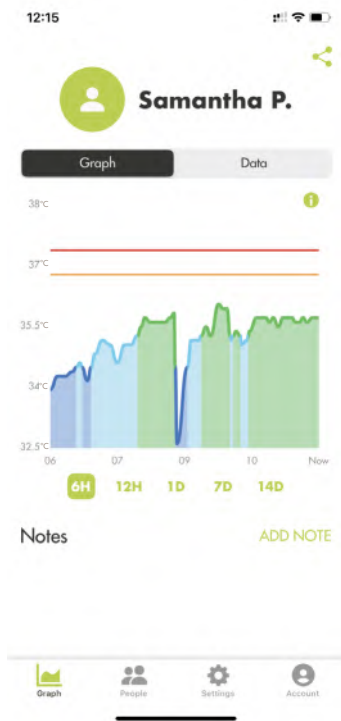 12:15
Samantha P.
Graph Data
38°C
37°C
35.5°C
34°C
32.5°C
06 07 09 10 Now
6H 12H 1D 7D 14D
Notes ADD NOTE
Graph People Settings Account